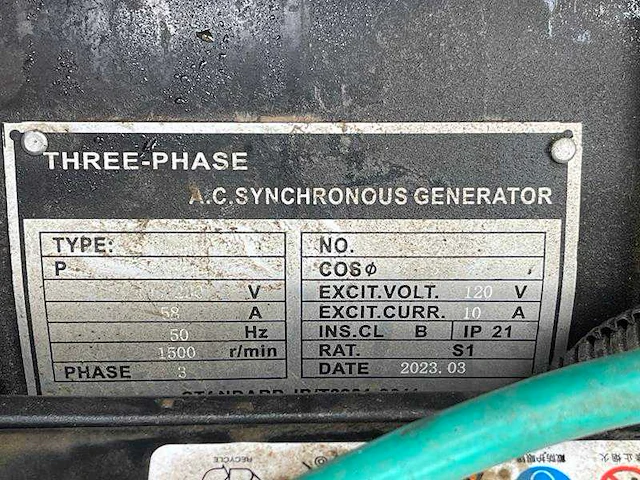 THREE-PHASE
A.C.SYNCHRONOUS GENERATOR
TYPE:
NO.
P
COSφ
V
EXCIT.VOLT. 120 V
58 A
EXCIT.CURR. 10 A
50 Hz
INS.CL B IP 21
1500 r/min
RAT. S1
PHASE 3
DATE 2023.03
RECYCLE